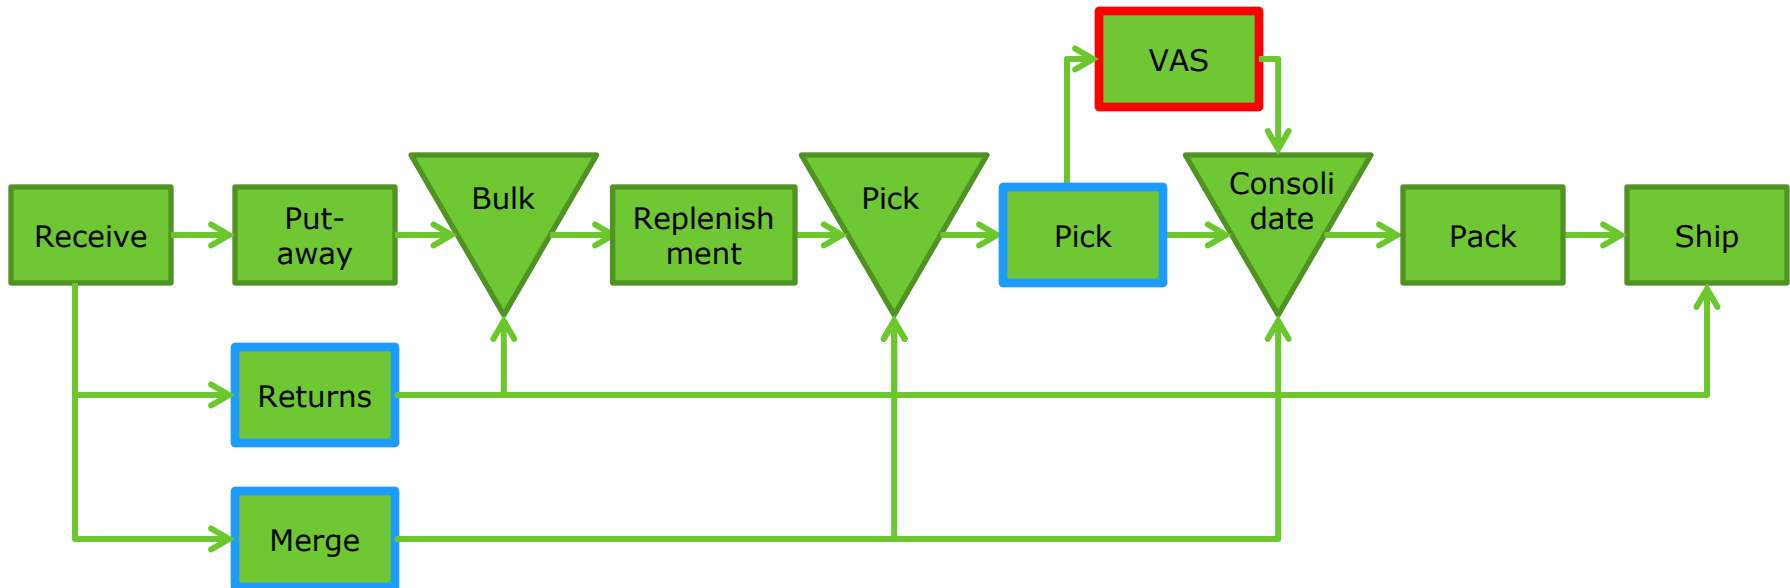 VAS
Receive
Put-
away
Bulk
Replenish
ment
Pick
Pick
Consoli
date
Pack
Ship
Returns
Merge